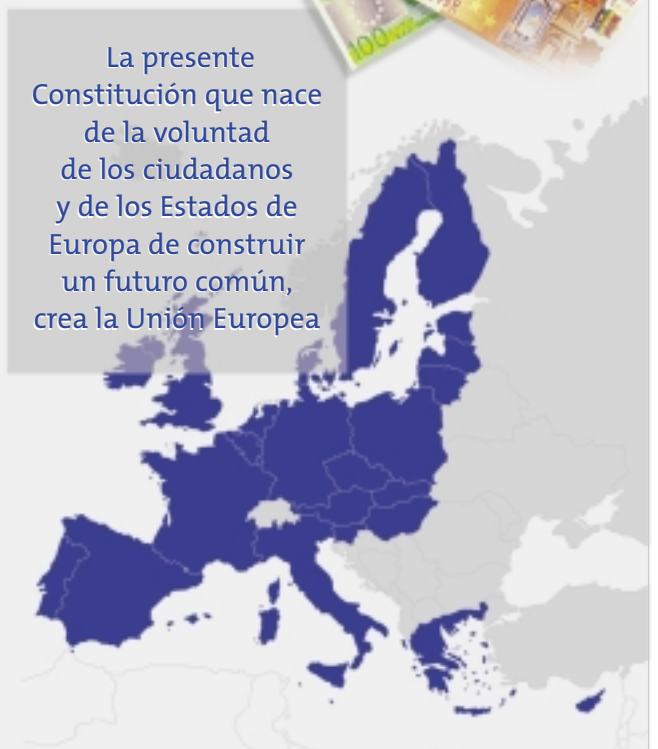 100
La presente
Constitución que nace
de la voluntad
de los ciudadanos
y de los Estados de
Europa de construir
un futuro común,
crea la Unión Europea